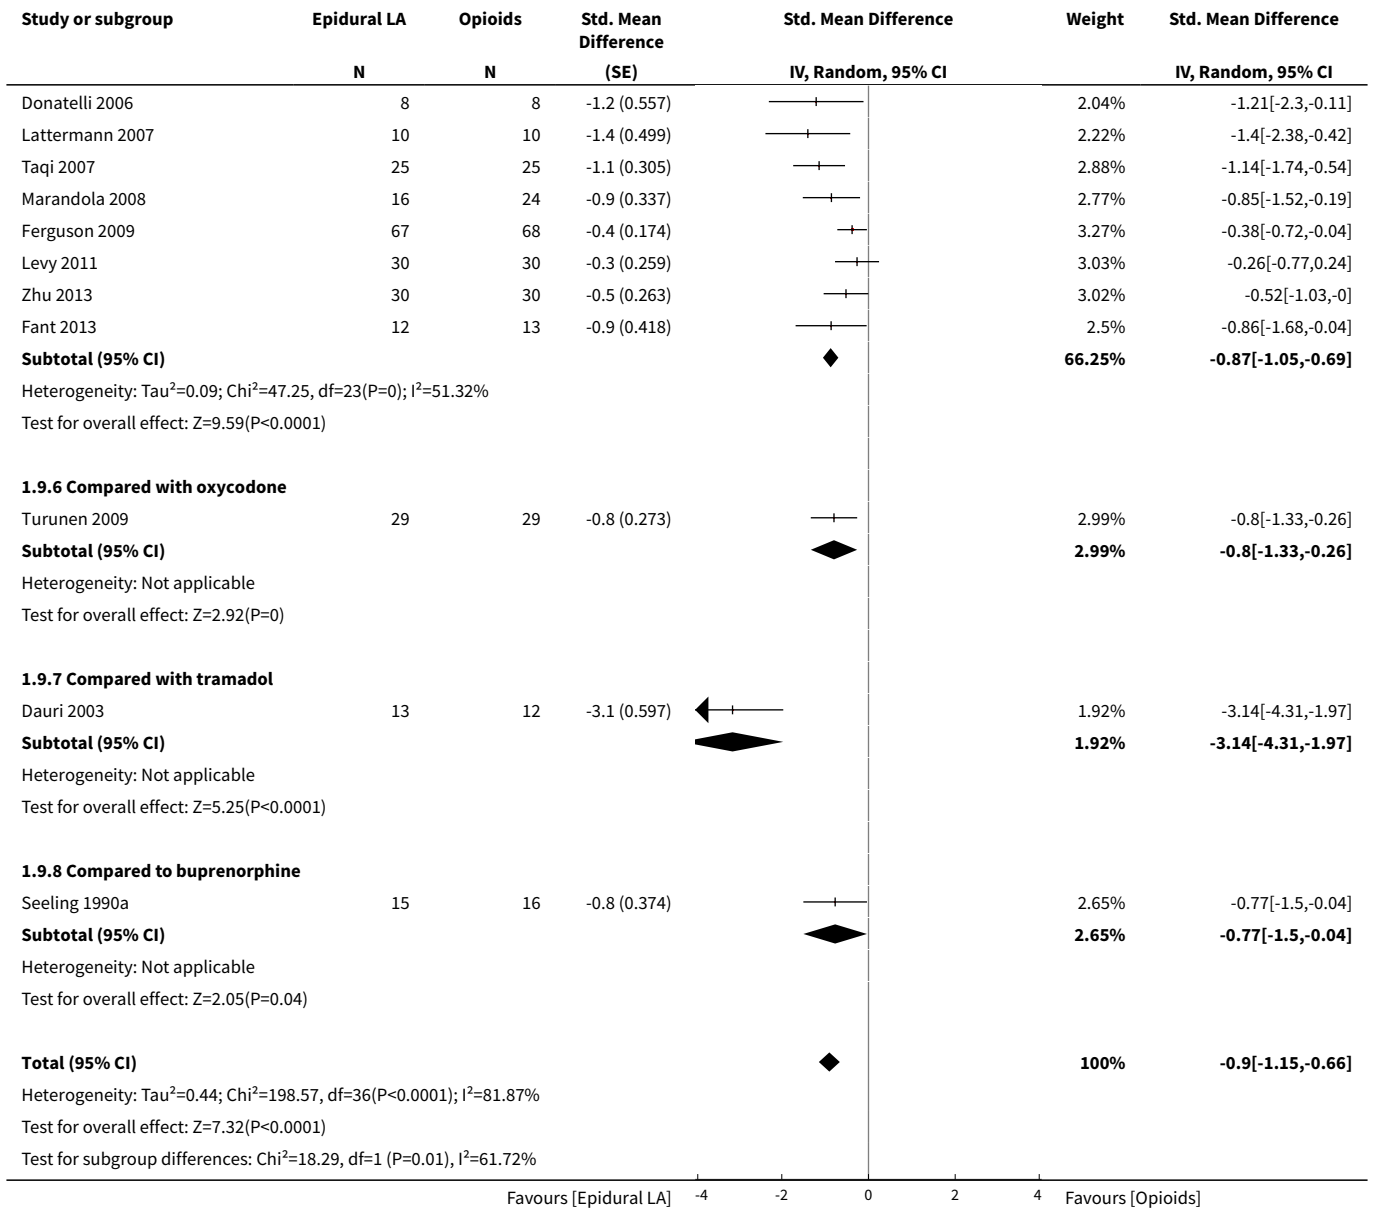 Study or subgroup Epidural LA Opioids Std. Mean Difference Std. Mean Difference Weight Std. Mean Difference
N N (SE) IV, Random, 95% CI IV, Random, 95% CI
Donatelli 2006 8 8 -1.2 (0.557) 2.04% -1.21[-2.3,-0.11]
Lattermann 2007 10 10 -1.4 (0.499) 2.22% -1.4[-2.38,-0.42]
Taqi 2007 25 25 -1.1 (0.305) 2.88% -1.14[-1.74,-0.54]
Marandola 2008 16 24 -0.9 (0.337) 2.77% -0.85[-1.52,-0.19]
Ferguson 2009 67 68 -0.4 (0.174) 3.27% -0.38[-0.72,-0.04]
Levy 2011 30 30 -0.3 (0.259) 3.03% -0.26[-0.77,0.24]
Zhu 2013 30 30 -0.5 (0.263) 3.02% -0.52[-1.03,-0]
Fant 2013 12 13 -0.9 (0.418) 2.5% -0.86[-1.68,-0.04]
Subtotal (95% CI) 66.25% -0.87[-1.05,-0.69]
Heterogeneity: Tau²=0.09; Chi²=47.25, df=23(P=0); I²=51.32%
Test for overall effect: Z=9.59(P<0.0001)
1.9.6 Compared with oxycodone
Turunen 2009 29 29 -0.8 (0.273) 2.99% -0.8[-1.33,-0.26]
Subtotal (95% CI) 2.99% -0.8[-1.33,-0.26]
Heterogeneity: Not applicable
Test for overall effect: Z=2.92(P=0)
1.9.7 Compared with tramadol
Dauri 2003 13 12 -3.1 (0.597) 1.92% -3.14[-4.31,-1.97]
Subtotal (95% CI) 1.92% -3.14[-4.31,-1.97]
Heterogeneity: Not applicable
Test for overall effect: Z=5.25(P<0.0001)
1.9.8 Compared to buprenorphine
Seeling 1990a 15 16 -0.8 (0.374) 2.65% -0.77[-1.5,-0.04]
Subtotal (95% CI) 2.65% -0.77[-1.5,-0.04]
Heterogeneity: Not applicable
Test for overall effect: Z=2.05(P=0.04)
Total (95% CI) 100% -0.9[-1.15,-0.66]
Heterogeneity: Tau²=0.44; Chi²=198.57, df=36(P<0.0001); I²=81.87%
Test for overall effect: Z=7.32(P<0.0001)
Test for subgroup differences: Chi²=18.29, df=1 (P=0.01), I²=61.72%
Favours [Epidural LA] -4 -2 0 2 4 Favours [Opioids]